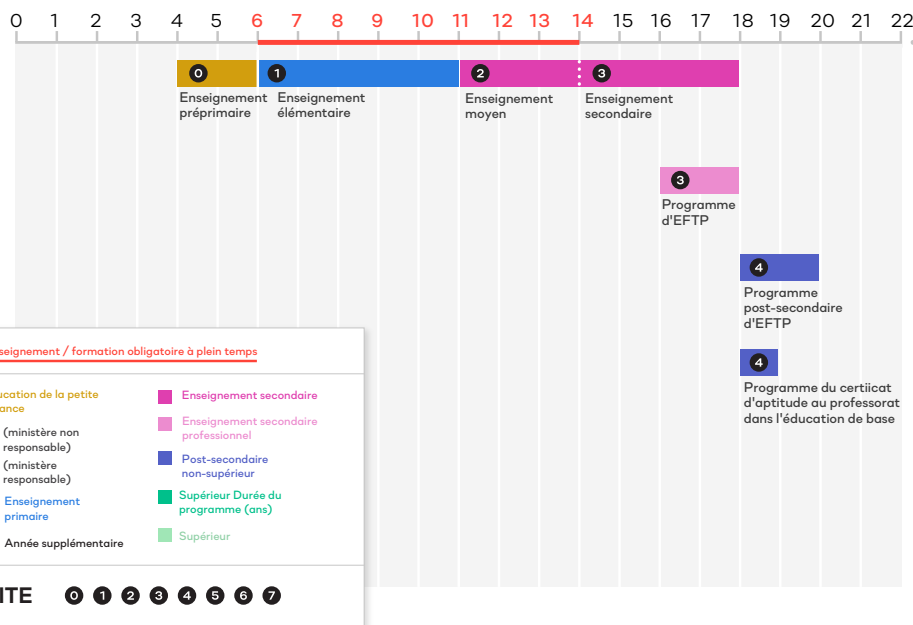 0 1 2 3 4 5 6 7 8 9 10 11 12 13 14 15 16 17 18 19 20 21 22
0 1 2 3
Enseignement préprimaire
Enseignement élémentaire
Enseignement moyen
Enseignement secondaire
3
Programme
d'EFTP
4
Programme
post-secondaire
d'EFTP
4
Programme du certiicat
d'aptitude au professorat
dans l'éducation de base
seignement / formation obligatoire à plein temps
ucation de la petite
ance
(ministère non
responsable)
(ministère
responsable)
Enseignement
primaire
Année supplémentaire
Enseignement secondaire
Enseignement secondaire
professionnel
Post-secondaire
non-supérieur
Supérieur Durée du
programme (ans)
Supérieur
ITE 0 1 2 3 4 5 6 7